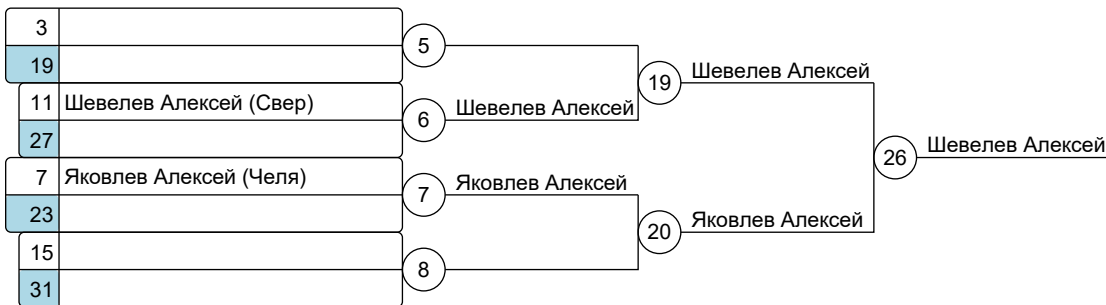 3
5
19
19 Шевелев Алексей
11 Шевелев Алексей (Свер)
6 Шевелев Алексей
27
26 Шевелев Алексей
7 Яковлев Алексей (Челя)
7 Яковлев Алексей
23
20 Яковлев Алексей
15
8
31